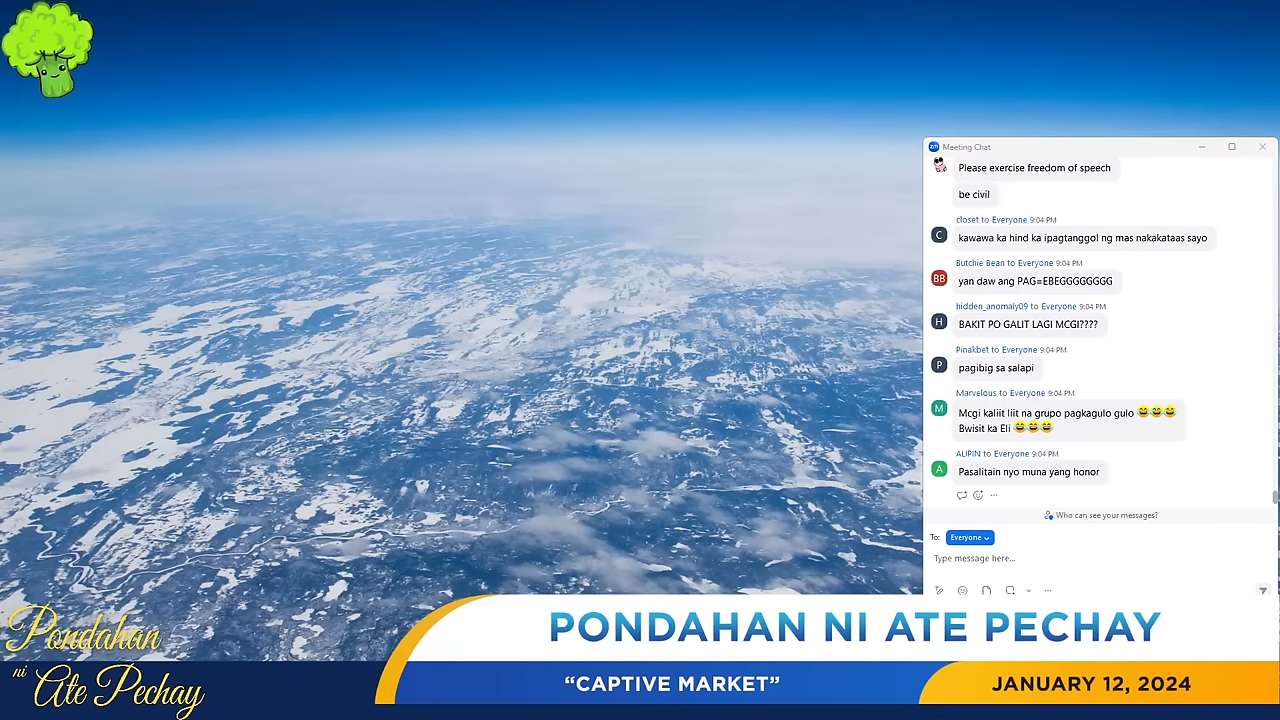 zm Meeting Chat
Please exercise freedom of speech
be civil
closet to Everyone 9:04 PM
C
kawawa ka hind ka ipagtanggol ng mas nakakataas sayo
Butchie Bean to Everyone 9:04 PM
BB
yan daw ang PAG=EBEGGGGGGGG
hidden_anomaly09 to Everyone 9:04 PM
H
BAKIT PO GALIT LAGI MCGI????
Pinakbet to Everyone 9:04 PM
P
pagibig sa salapi
Marvelous to Everyone 9:04 PM
M
Mcgi kaliit liit na grupo pagkagulo gulo 😄😄😄
Bwisit ka Eli 😄😄😄
ALIPIN to Everyone 9:04 PM
A
Pasalitain nyo muna yang honor
Who can see your messages?
To: Everyone
Type message here...
Pondahan
ni Ate Pechay
PONDAHAN NI ATE PECHAY
“CAPTIVE MARKET”
JANUARY 12, 2024